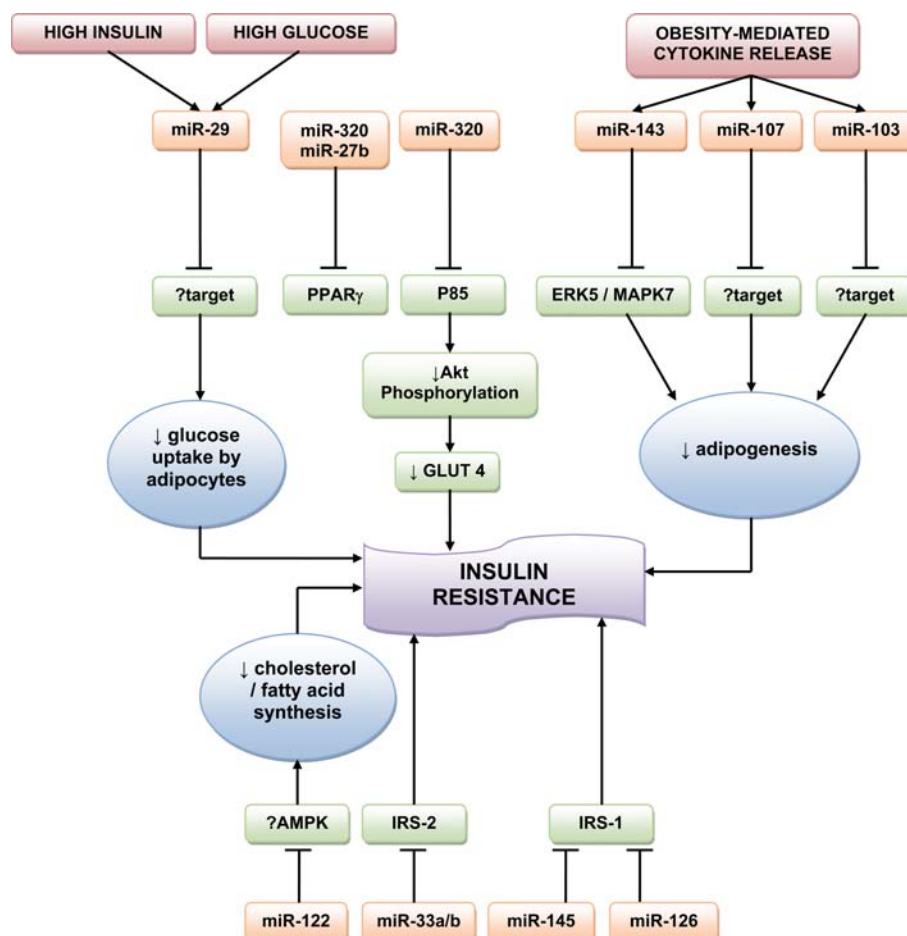 HIGH INSULIN
HIGH GLUCOSE
OBESITY-MEDIATED
CYTOKINE RELEASE
miR-29
miR-320
miR-27b
miR-320
miR-143
miR-107
miR-103
?target
PPARγ
P85
ERK5 / MAPK7
?target
?target
↓Akt
Phosphorylation
↓ glucose
uptake by
adipocytes
↓ GLUT 4
↓ adipogenesis
INSULIN
RESISTANCE
↓ cholesterol
/ fatty acid
synthesis
?AMPK
IRS-2
IRS-1
miR-122
miR-33a/b
miR-145
miR-126